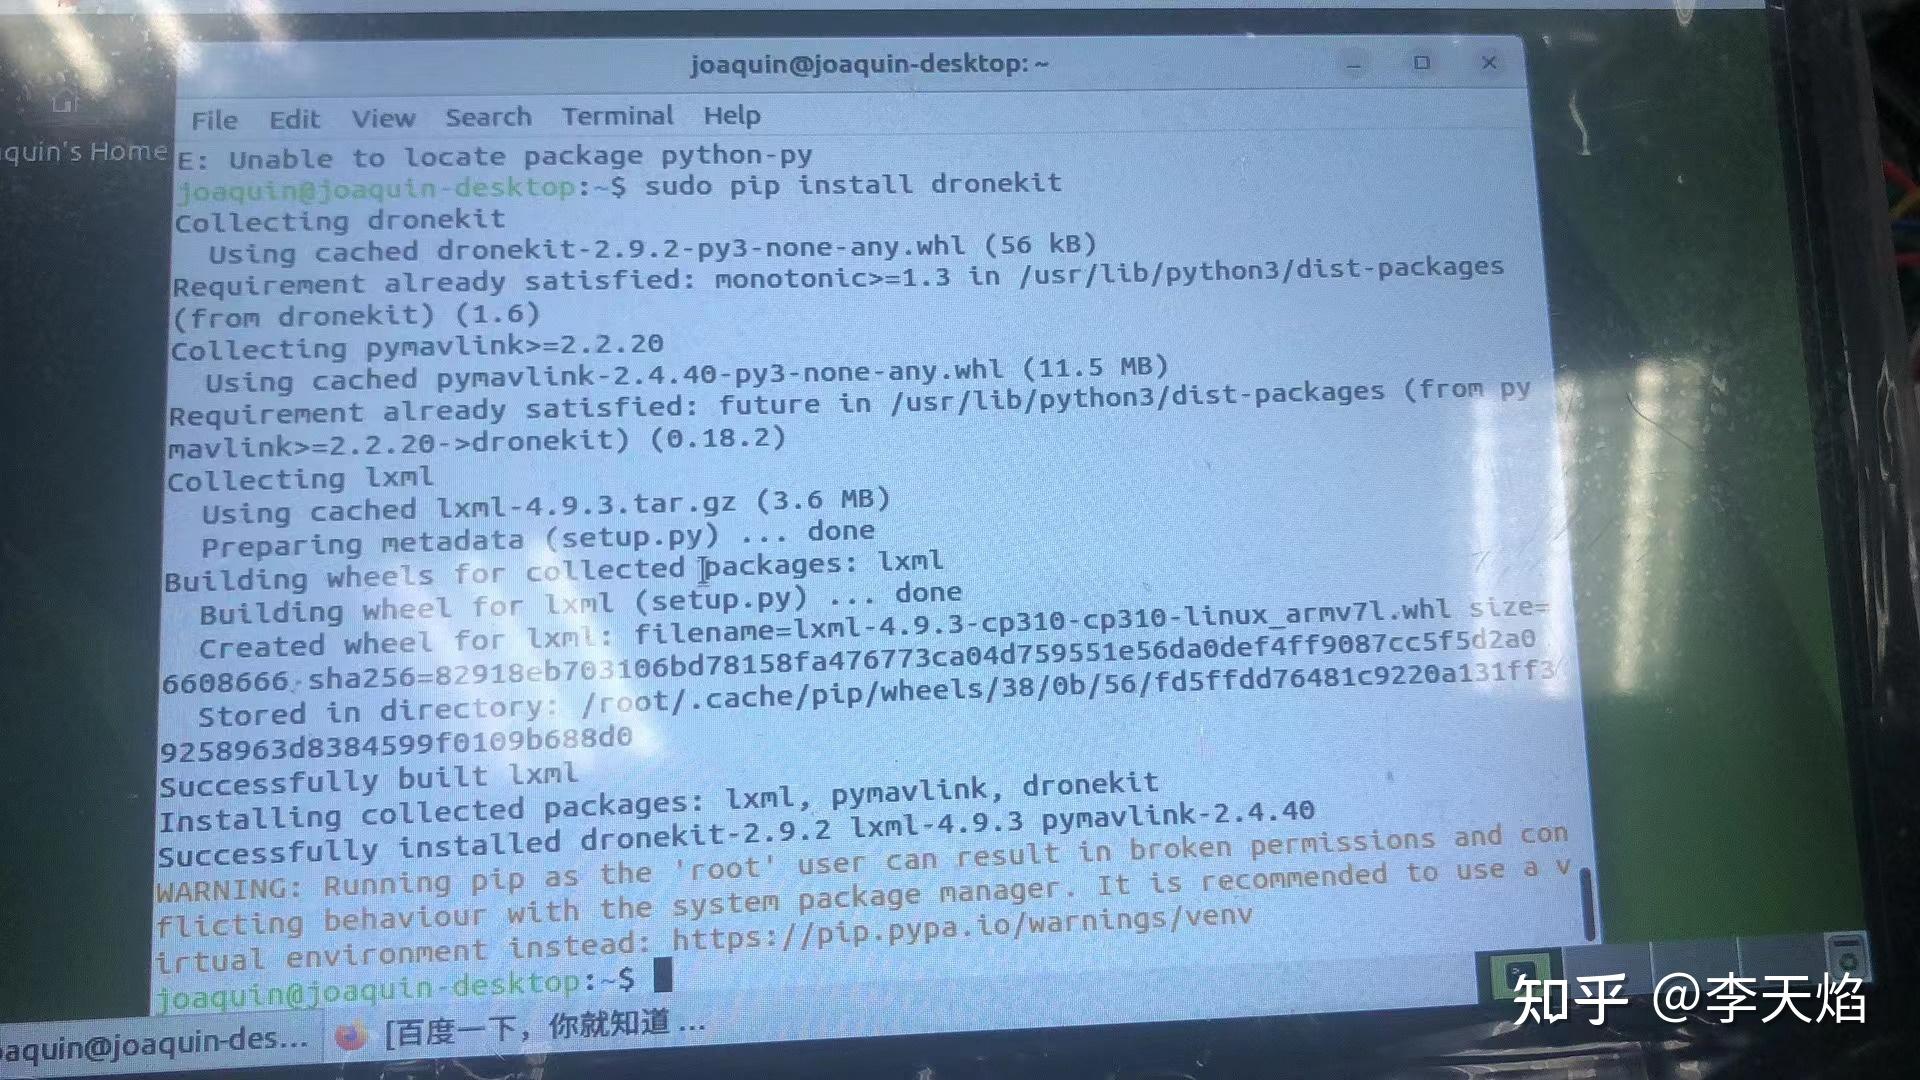 joaquin@joaquin-desktop: ~
File Edit View Search Terminal Help
quin's Home
E: Unable to locate package python-py
joaquin@joaquin-desktop:~$ sudo pip install dronekit
Collecting dronekit
  Using cached dronekit-2.9.2-py3-none-any.whl (56 kB)
Requirement already satisfied: monotonic>=1.3 in /usr/lib/python3/dist-packages
(from dronekit) (1.6)
Collecting pymavlink>=2.2.20
  Using cached pymavlink-2.4.40-py3-none-any.whl (11.5 MB)
Requirement already satisfied: future in /usr/lib/python3/dist-packages (from py
mavlink>=2.2.20->dronekit) (0.18.2)
Collecting lxml
  Using cached lxml-4.9.3.tar.gz (3.6 MB)
  Preparing metadata (setup.py) ... done
Building wheels for collected packages: lxml
  Building wheel for lxml (setup.py) ... done
  Created wheel for lxml: filename=lxml-4.9.3-cp310-cp310-linux_armv7l.whl size=
6608666 sha256=82918eb703106bd78158fa476773ca04d759551e56da0def4ff9087cc5f5d2a0
  Stored in directory: /root/.cache/pip/wheels/38/0b/56/fd5ffdd76481c9220a131ff3
9258963d8384599f0109b688d0
Successfully built lxml
Installing collected packages: lxml, pymavlink, dronekit
Successfully installed dronekit-2.9.2 lxml-4.9.3 pymavlink-2.4.40
WARNING: Running pip as the 'root' user can result in broken permissions and con
flicting behaviour with the system package manager. It is recommended to use a v
irtual environment instead: https://pip.pypa.io/warnings/venv
joaquin@joaquin-desktop:~$
aquin@joaquin-des... [百度一下，你就知道 ...
知乎 @李天焰